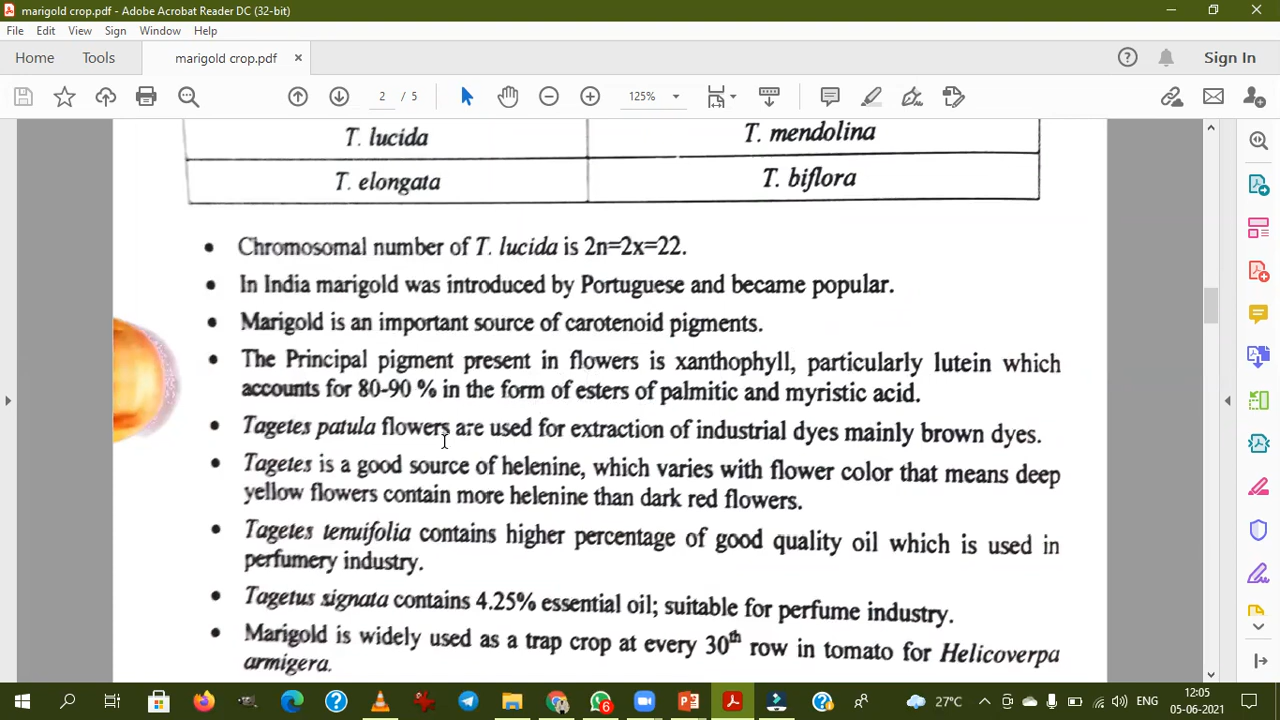 marigold crop.pdf - Adobe Acrobat Reader DC (32-bit)
File Edit View Sign Window Help
Home Tools marigold crop.pdf × Sign In
2 / 5 125%
T. lucida T. mendolina
T. elongata T. biflora
• Chromosomal number of T. lucida is 2n=2x=22.
• In India marigold was introduced by Portuguese and became popular.
• Marigold is an important source of carotenoid pigments.
• The Principal pigment present in flowers is xanthophyll, particularly lutein which
accounts for 80-90 % in the form of esters of palmitic and myristic acid.
• Tagetes patula flowers are used for extraction of industrial dyes mainly brown dyes.
• Tagetes is a good source of helenine, which varies with flower color that means deep
yellow flowers contain more helenine than dark red flowers.
• Tagetes tenuifolia contains higher percentage of good quality oil which is used in
perfumery industry.
• Tagetus signata contains 4.25% essential oil; suitable for perfume industry.
• Marigold is widely used as a trap crop at every 30th row in tomato for Helicoverpa
armigera.
6 27°C ENG 12:05
05-06-2021